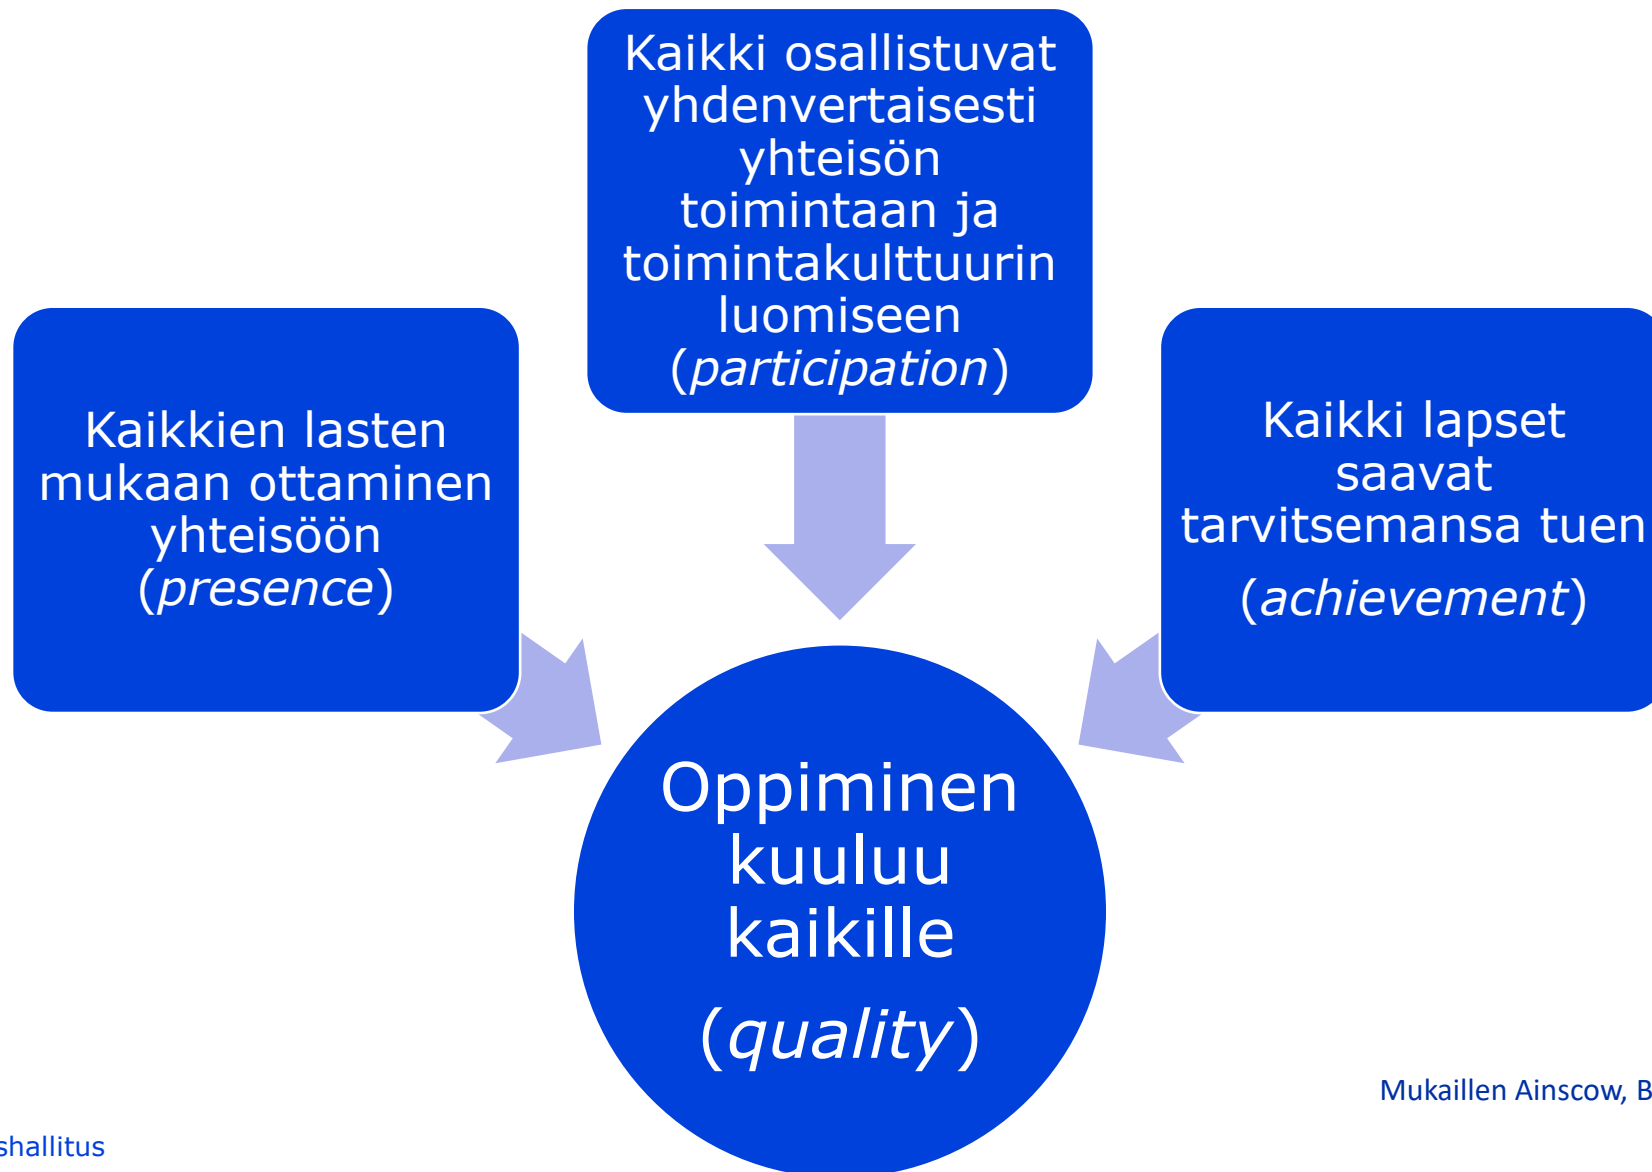 Kaikki osallistuvat
yhdenvertaisesti
yhteisön
toimintaan ja
toimintakulttuurin
luomiseen
(participation)
Kaikkien lasten
mukaan ottaminen
yhteisöön
(presence)
Kaikki lapset
saavat
tarvitsemansa tuen
(achievement)
Oppiminen
kuuluu
kaikille
(quality)
Mukaillen Ainscow, B
shallitus